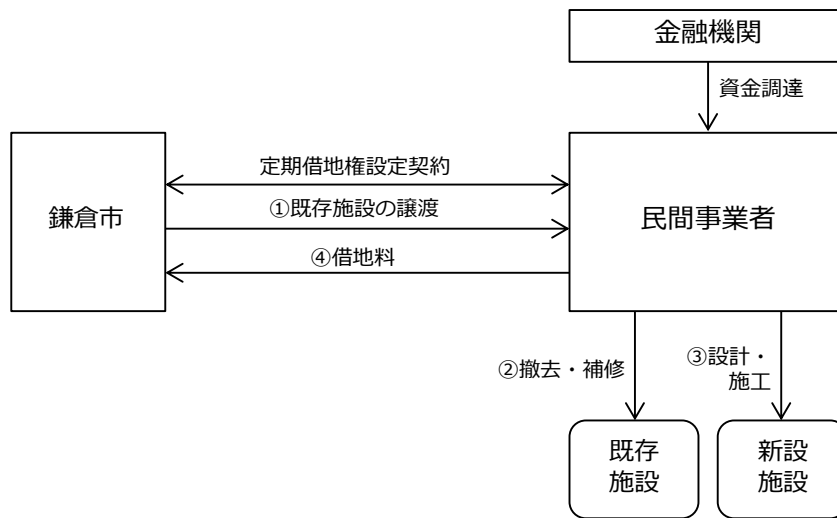 金融機関
資金調達
鎌倉市
定期借地権設定契約
①既存施設の譲渡
④借地料
民間事業者
②撤去・補修
③設計・
施工
既存
施設
新設
施設